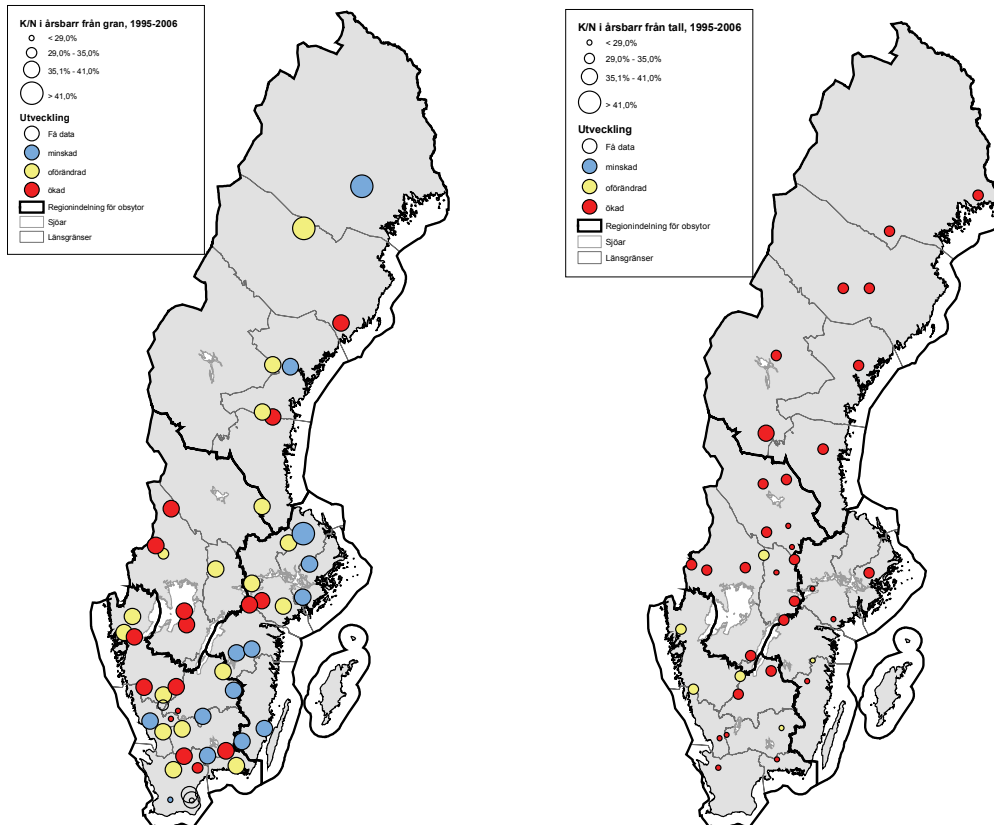 K/N i årsbarr från gran, 1995-2006
< 29,0%
29,0% - 35,0%
35,1% - 41,0%
> 41,0%
Utveckling
Få data
minskad
oförändrad
ökad
Regionindelning för obsytor
Sjöar
Länsgränser
K/N i årsbarr från tall, 1995-2006
< 29,0%
29,0% - 35,0%
35,1% - 41,0%
> 41,0%
Utveckling
Få data
minskad
oförändrad
ökad
Regionindelning för obsytor
Sjöar
Länsgränser